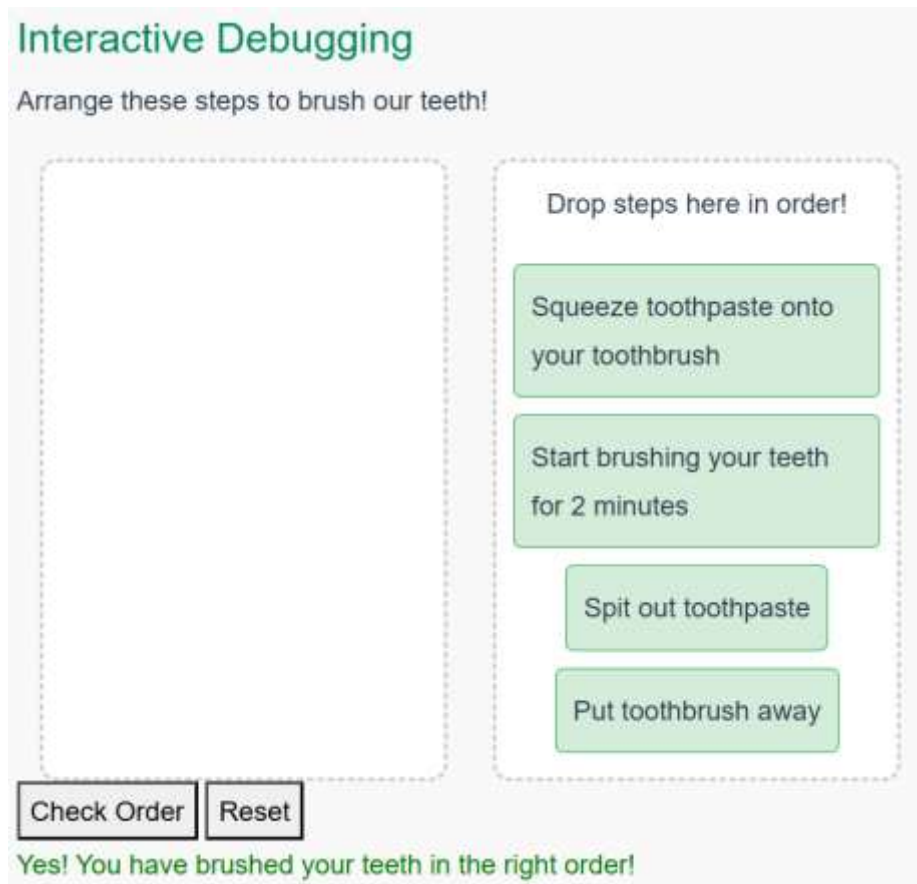 Interactive Debugging
Arrange these steps to brush our teeth!
Drop steps here in order!
Squeeze toothpaste onto
your toothbrush
Start brushing your teeth
for 2 minutes
Spit out toothpaste
Put toothbrush away
Check Order Reset
Yes! You have brushed your teeth in the right order!